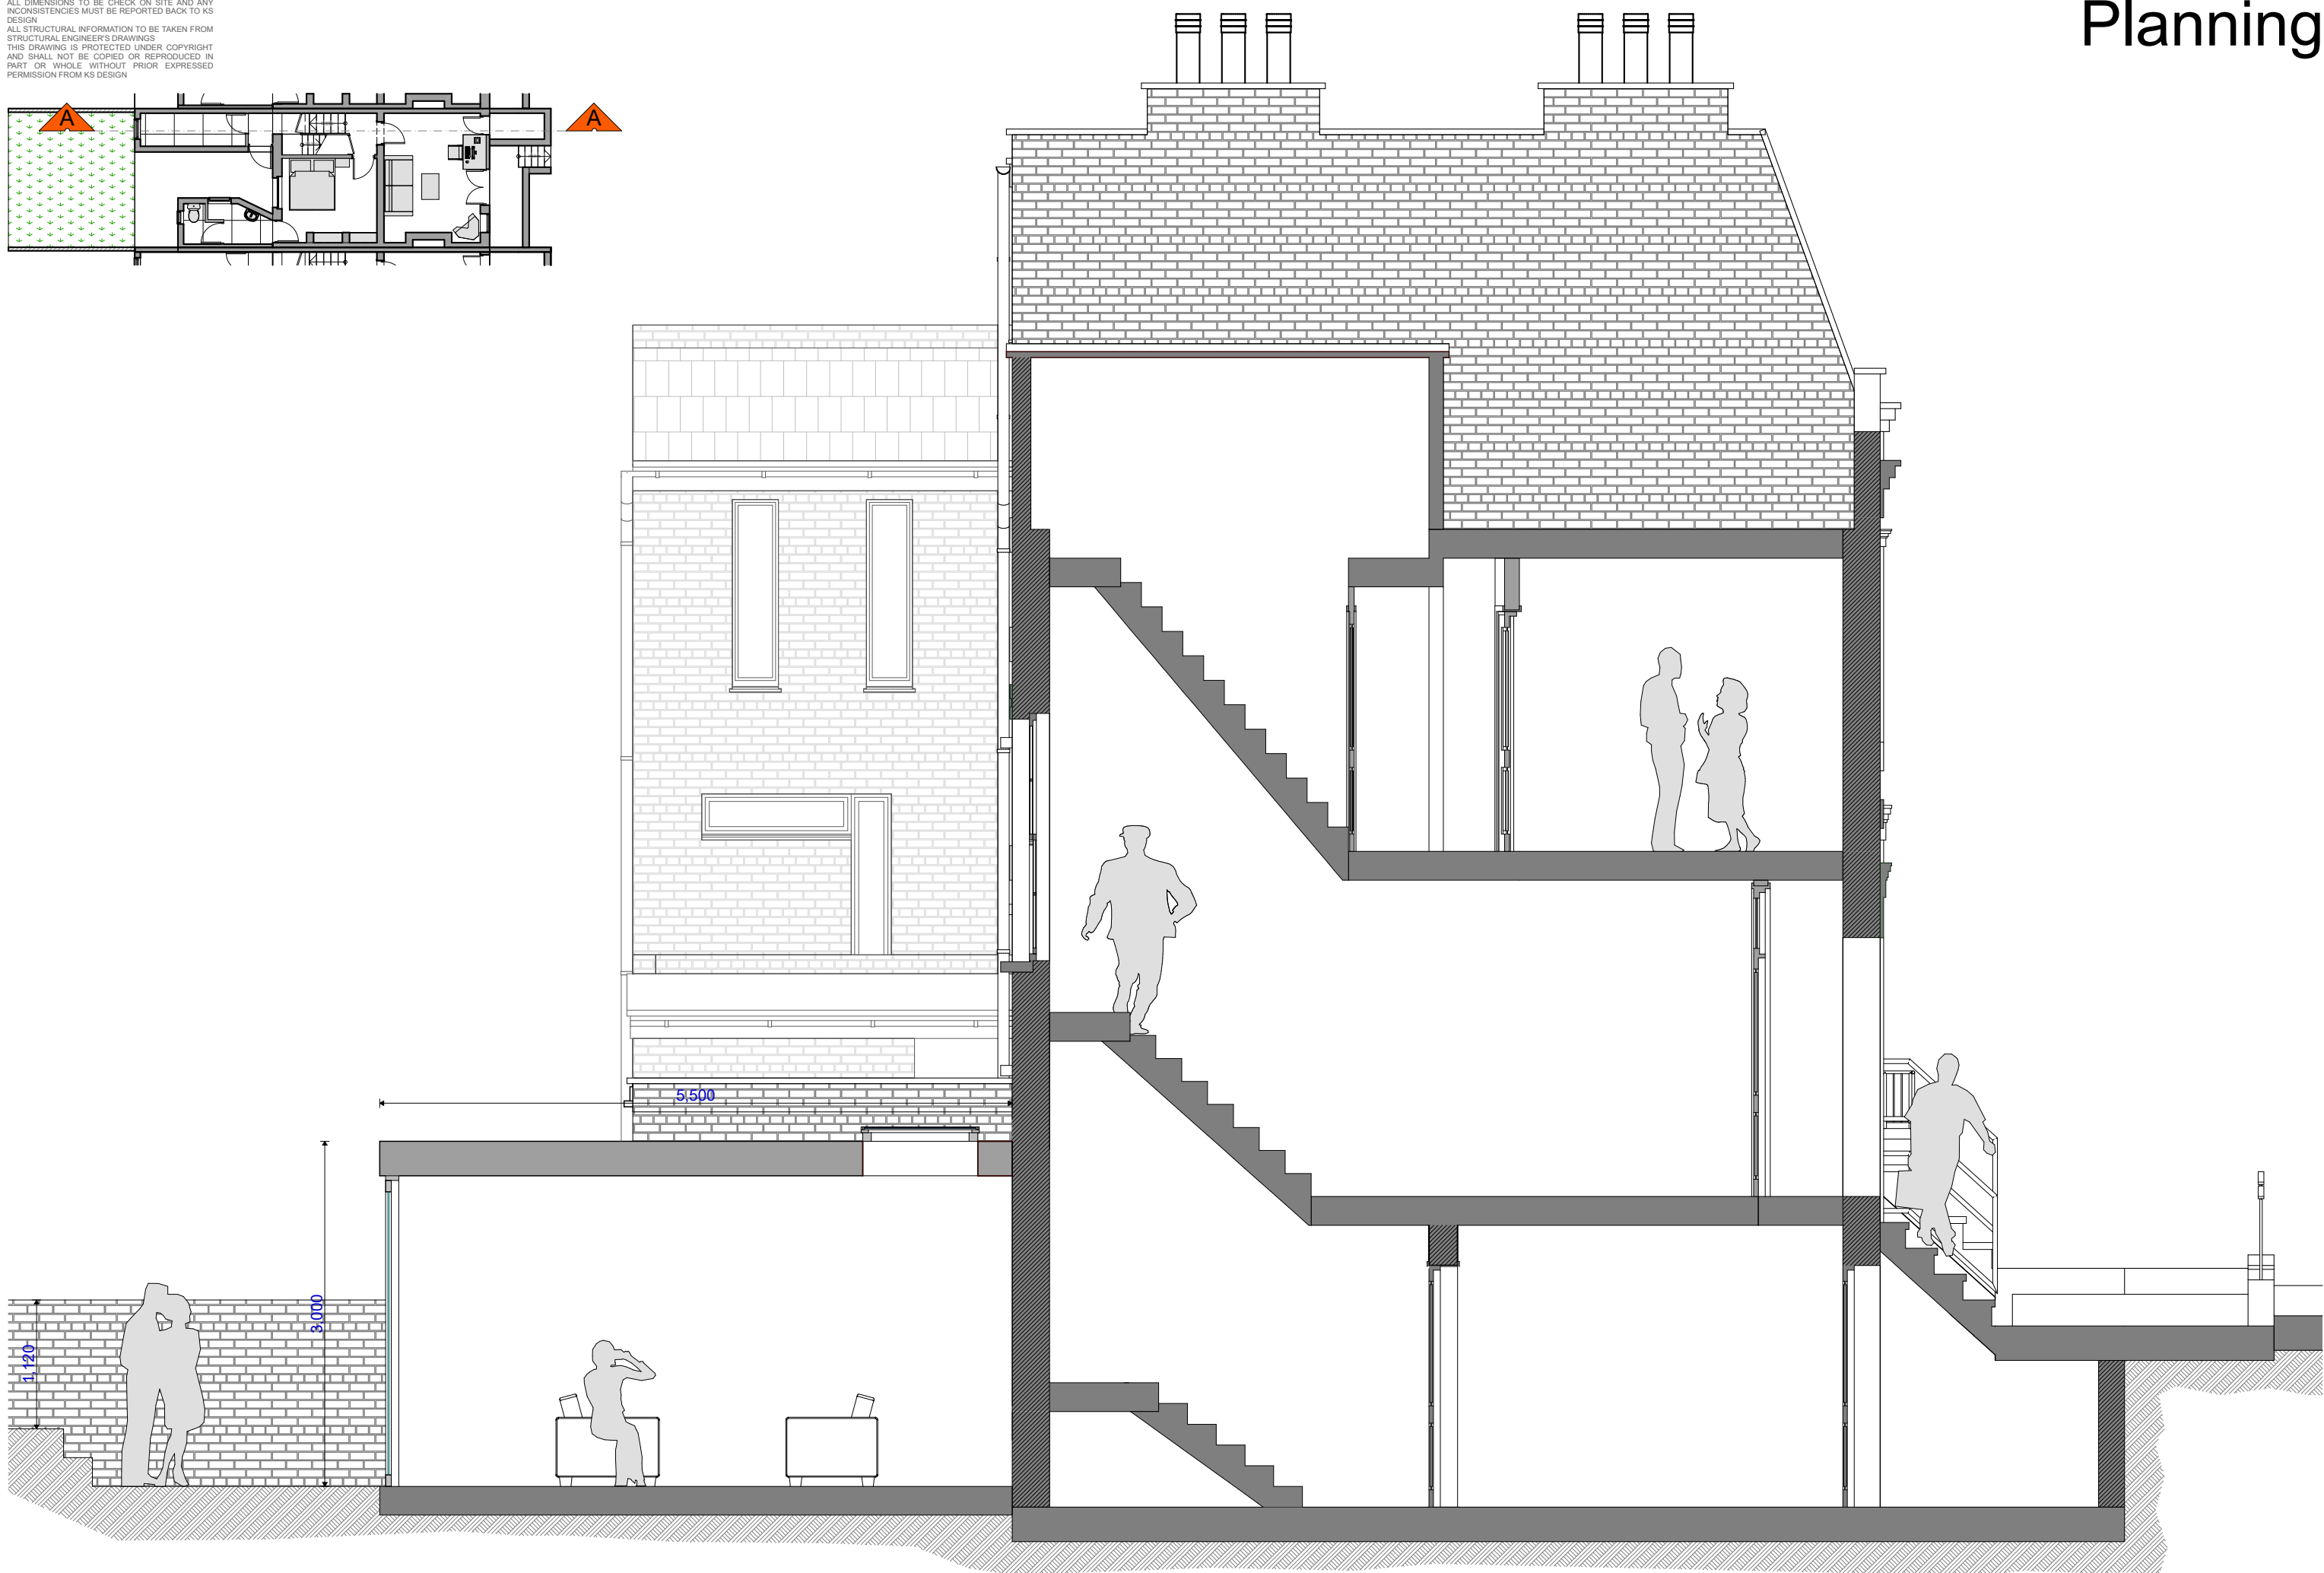 ALL DIMENSIONS TO BE CHECK ON SITE AND ANY
INCONSISTENCIES MUST BE REPORTED BACK TO KS
DESIGN
ALL STRUCTURAL INFORMATION TO BE TAKEN FROM
STRUCTURAL ENGINEER'S DRAWINGS
THIS DRAWING IS PROTECTED UNDER COPYRIGHT
AND SHALL NOT BE COPIED OR REPRODUCED IN
PART OR WHOLE WITHOUT PRIOR EXPRESSED
PERMISSION FROM KS DESIGN
Planning
A
A
5,500
3,000
1,120